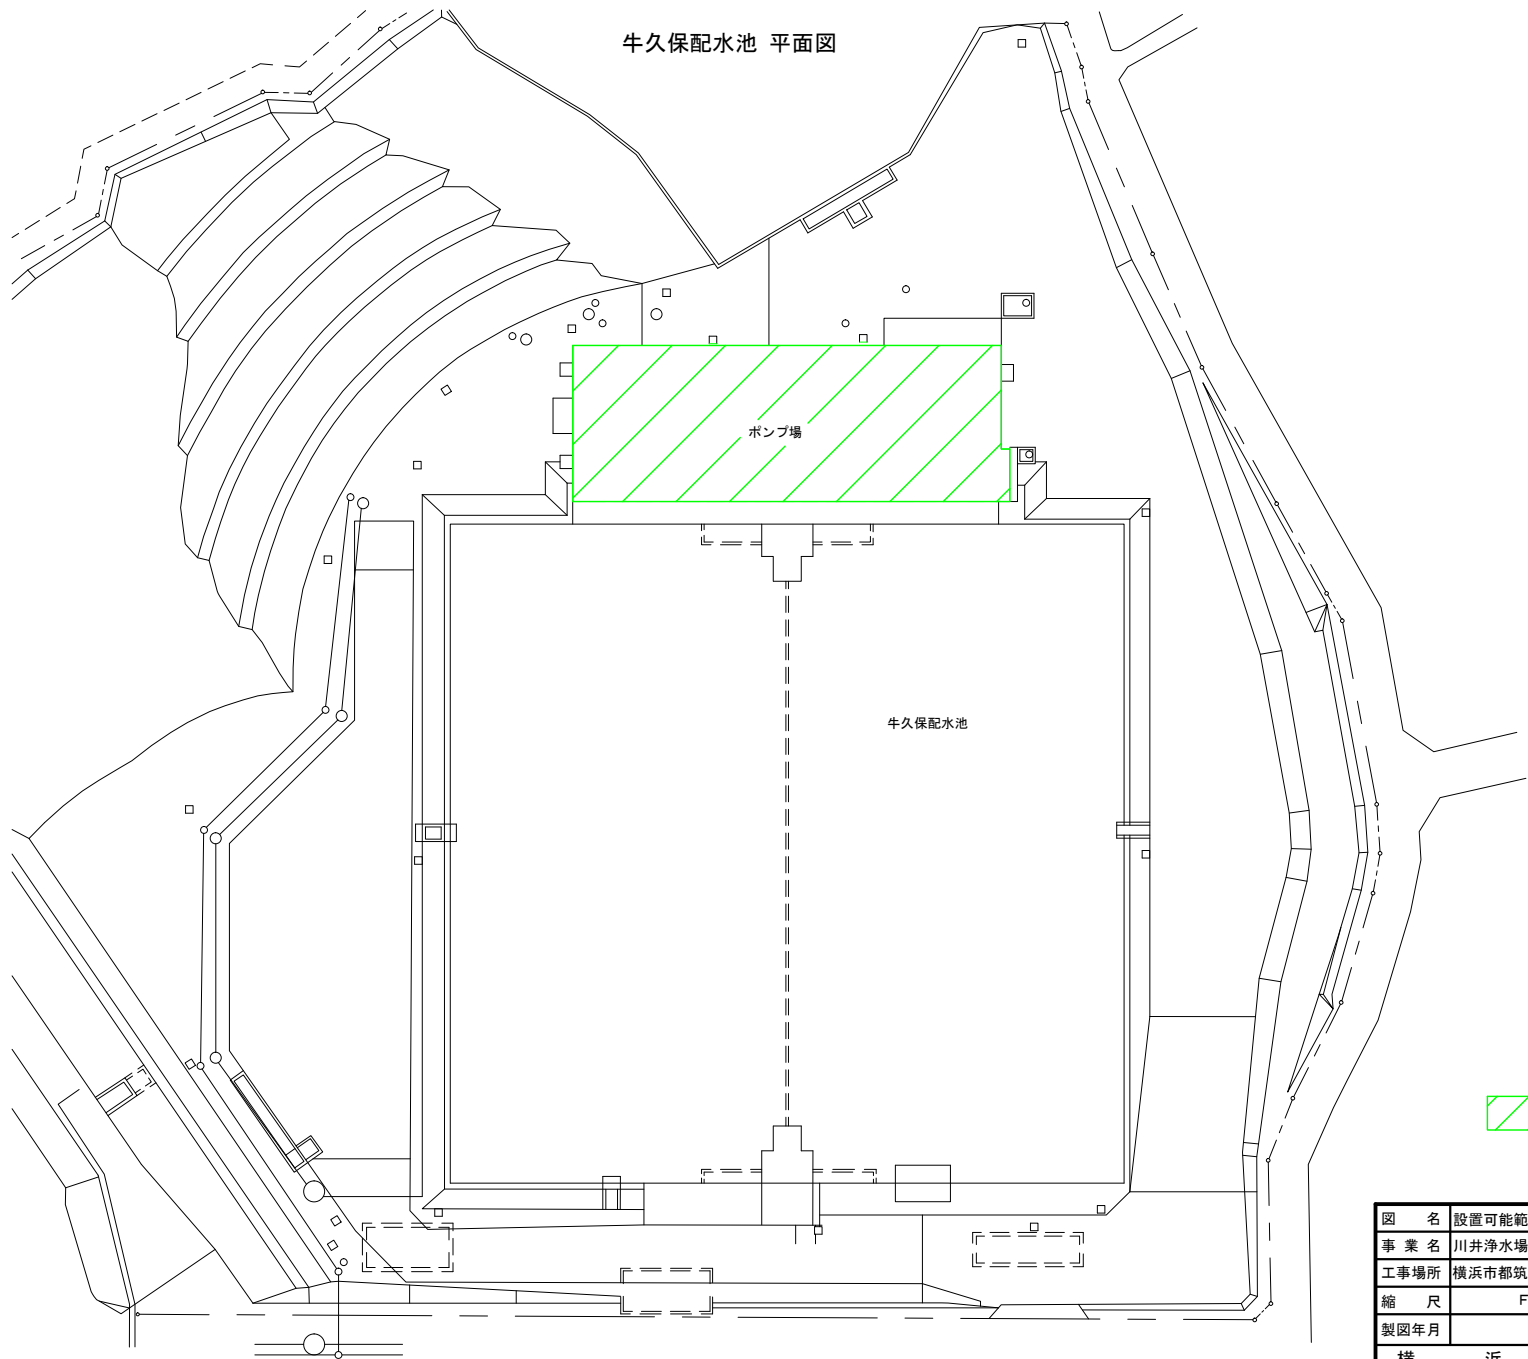 牛久保配水池 平面図
ポンプ場
牛久保配水池
図 名 設置可能範
事 業 名 川井浄水場
工事場所 横浜市都筑
縮 尺 F
製図年月
横 浜